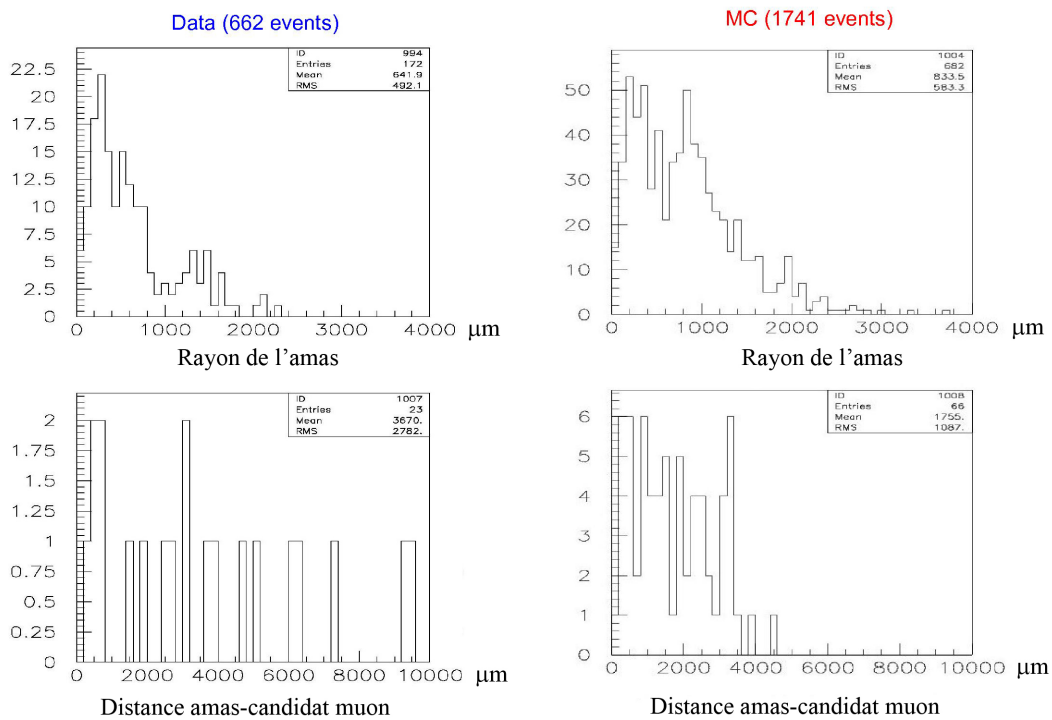 Data (662 events)
MC (1741 events)
ID 994
Entries 172
Mean 641.9
RMS 492.1
22.5
20
17.5
15
12.5
10
7.5
5
2.5
0
0 1000 2000 3000 4000 μm
Rayon de l’amas
ID 1004
Entries 682
Mean 833.5
RMS 583.3
50
40
30
20
10
0
0 1000 2000 3000 4000 μm
Rayon de l’amas
ID 1007
Entries 23
Mean 3670.
RMS 2782.
2
1.75
1.5
1.25
1
0.75
0.5
0.25
0
0 2000 4000 6000 8000 10000 μm
Distance amas-candidat muon
ID 1008
Entries 66
Mean 1755.
RMS 1087.
6
5
4
3
2
1
0
0 2000 4000 6000 8000 10000 μm
Distance amas-candidat muon